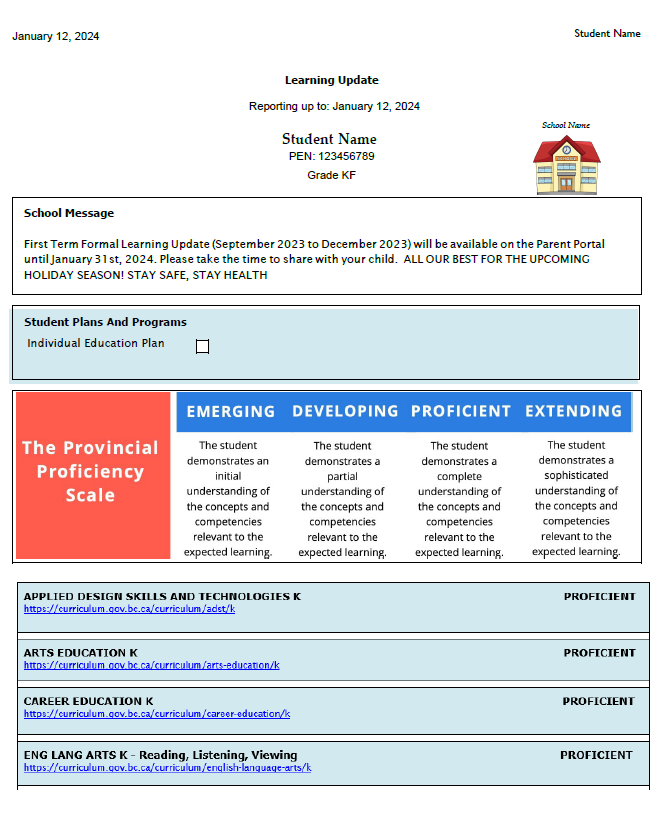 January 12, 2024
Student Name
Learning Update
Reporting up to: January 12, 2024
School Name
Student Name
PEN: 123456789
Grade KF
School Message
First Term Formal Learning Update (September 2023 to December 2023) will be available on the Parent Portal
until January 31st, 2024. Please take the time to share with your child. ALL OUR BEST FOR THE UPCOMING
HOLIDAY SEASON! STAY SAFE, STAY HEALTH
Student Plans And Programs
Individual Education Plan
The Provincial
Proficiency
Scale
EMERGING
The student
demonstrates an
initial
understanding of
the concepts and
competencies
relevant to the
expected learning.
DEVELOPING
The student
demonstrates a
partial
understanding of
the concepts and
competencies
relevant to the
expected learning.
PROFICIENT
The student
demonstrates a
complete
understanding of
the concepts and
competencies
relevant to the
expected learning.
EXTENDING
The student
demonstrates a
sophisticated
understanding of
the concepts and
competencies
relevant to the
expected learning.
APPLIED DESIGN SKILLS AND TECHNOLOGIES K PROFICIENT
https://curriculum.gov.bc.ca/curriculum/adst/k
ARTS EDUCATION K PROFICIENT
https://curriculum.gov.bc.ca/curriculum/arts-education/k
CAREER EDUCATION K PROFICIENT
https://curriculum.gov.bc.ca/curriculum/career-education/k
ENG LANG ARTS K - Reading, Listening, Viewing PROFICIENT
https://curriculum.gov.bc.ca/curriculum/english-language-arts/k